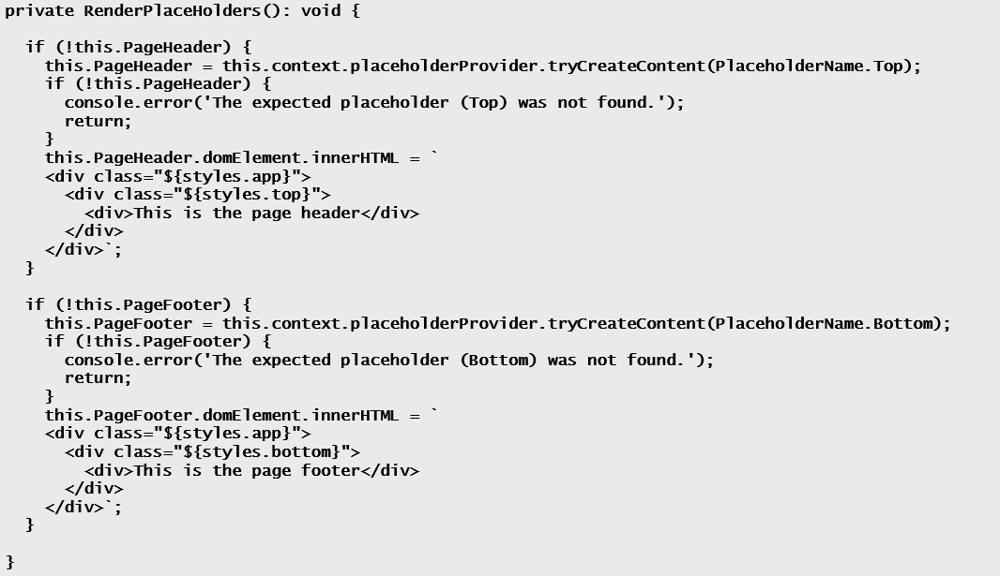 private RenderPlaceHolders(): void {

  if (!this.PageHeader) {
    this.PageHeader = this.context.placeholderProvider.tryCreateContent(PlaceholderName.Top);
    if (!this.PageHeader) {
      console.error('The expected placeholder (Top) was not found.');
      return;
    }
    this.PageHeader.domElement.innerHTML = `
    <div class="${styles.app}">
      <div class="${styles.top}">
        <div>This is the page header</div>
      </div>
    </div>`;
  }

  if (!this.PageFooter) {
    this.PageFooter = this.context.placeholderProvider.tryCreateContent(PlaceholderName.Bottom);
    if (!this.PageFooter) {
      console.error('The expected placeholder (Bottom) was not found.');
      return;
    }
    this.PageFooter.domElement.innerHTML = `
    <div class="${styles.app}">
      <div class="${styles.bottom}">
        <div>This is the page footer</div>
      </div>
    </div>`;
  }

}